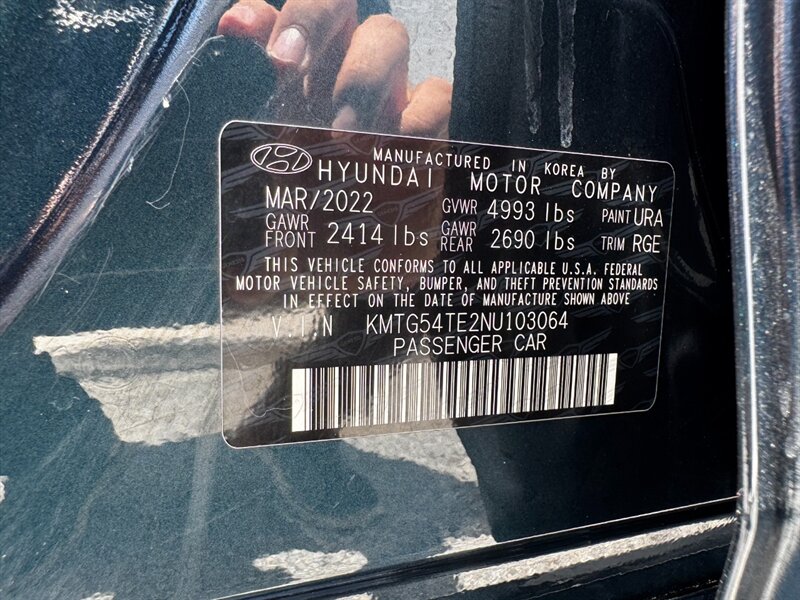 MANUFACTURED IN KOREA BY
HYUNDAI MOTOR COMPANY
MAR/2022 GVWR 4993 lbs PAINT URA
GAWR FRONT 2414 lbs GAWR REAR 2690 lbs TRIM RGE
THIS VEHICLE CONFORMS TO ALL APPLICABLE U.S.A. FEDERAL
MOTOR VEHICLE SAFETY, BUMPER, AND THEFT PREVENTION STANDARDS
IN EFFECT ON THE DATE OF MANUFACTURE SHOWN ABOVE
V.I.N KMTG54TE2NU103064
PASSENGER CAR